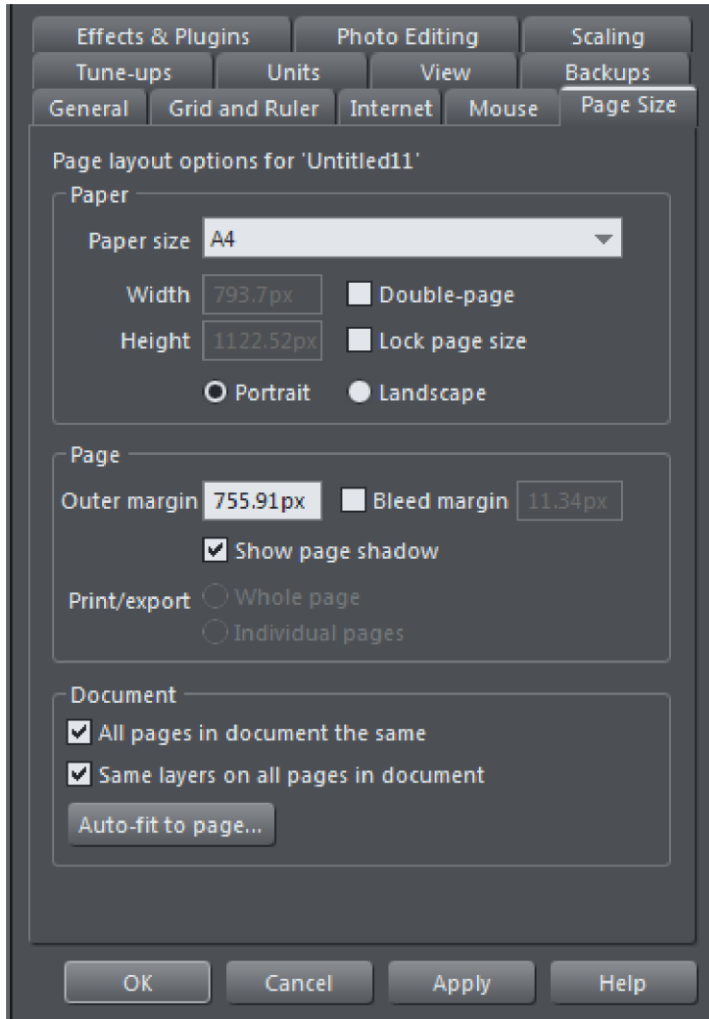 Effects & Plugins Photo Editing Scaling
Tune-ups Units View Backups
General Grid and Ruler Internet Mouse Page Size
Page layout options for 'Untitled11'
Paper
Paper size A4
Width 793.7px Double-page
Height 1122.52px Lock page size
Portrait Landscape
Page
Outer margin 755.91px Bleed margin 11.34px
Show page shadow
Print/export Whole page
Individual pages
Document
All pages in document the same
Same layers on all pages in document
Auto-fit to page...
OK Cancel Apply Help